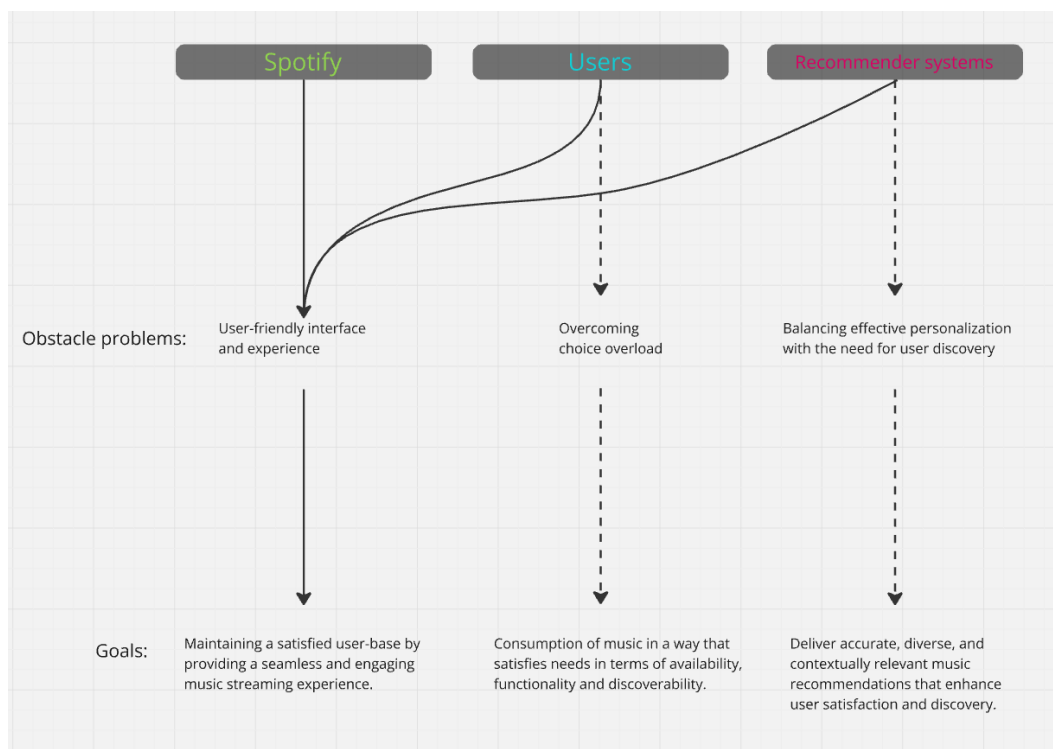 Spotify
Users
Recommender systems
Obstacle problems:
User-friendly interface
and experience
Overcoming
choice overload
Balancing effective personalization
with the need for user discovery
Goals:
Maintaining a satisfied user-base by
providing a seamless and engaging
music streaming experience.
Consumption of music in a way that
satisfies needs in terms of availability,
functionality and discoverability.
Deliver accurate, diverse, and
contextually relevant music
recommendations that enhance
user satisfaction and discovery.